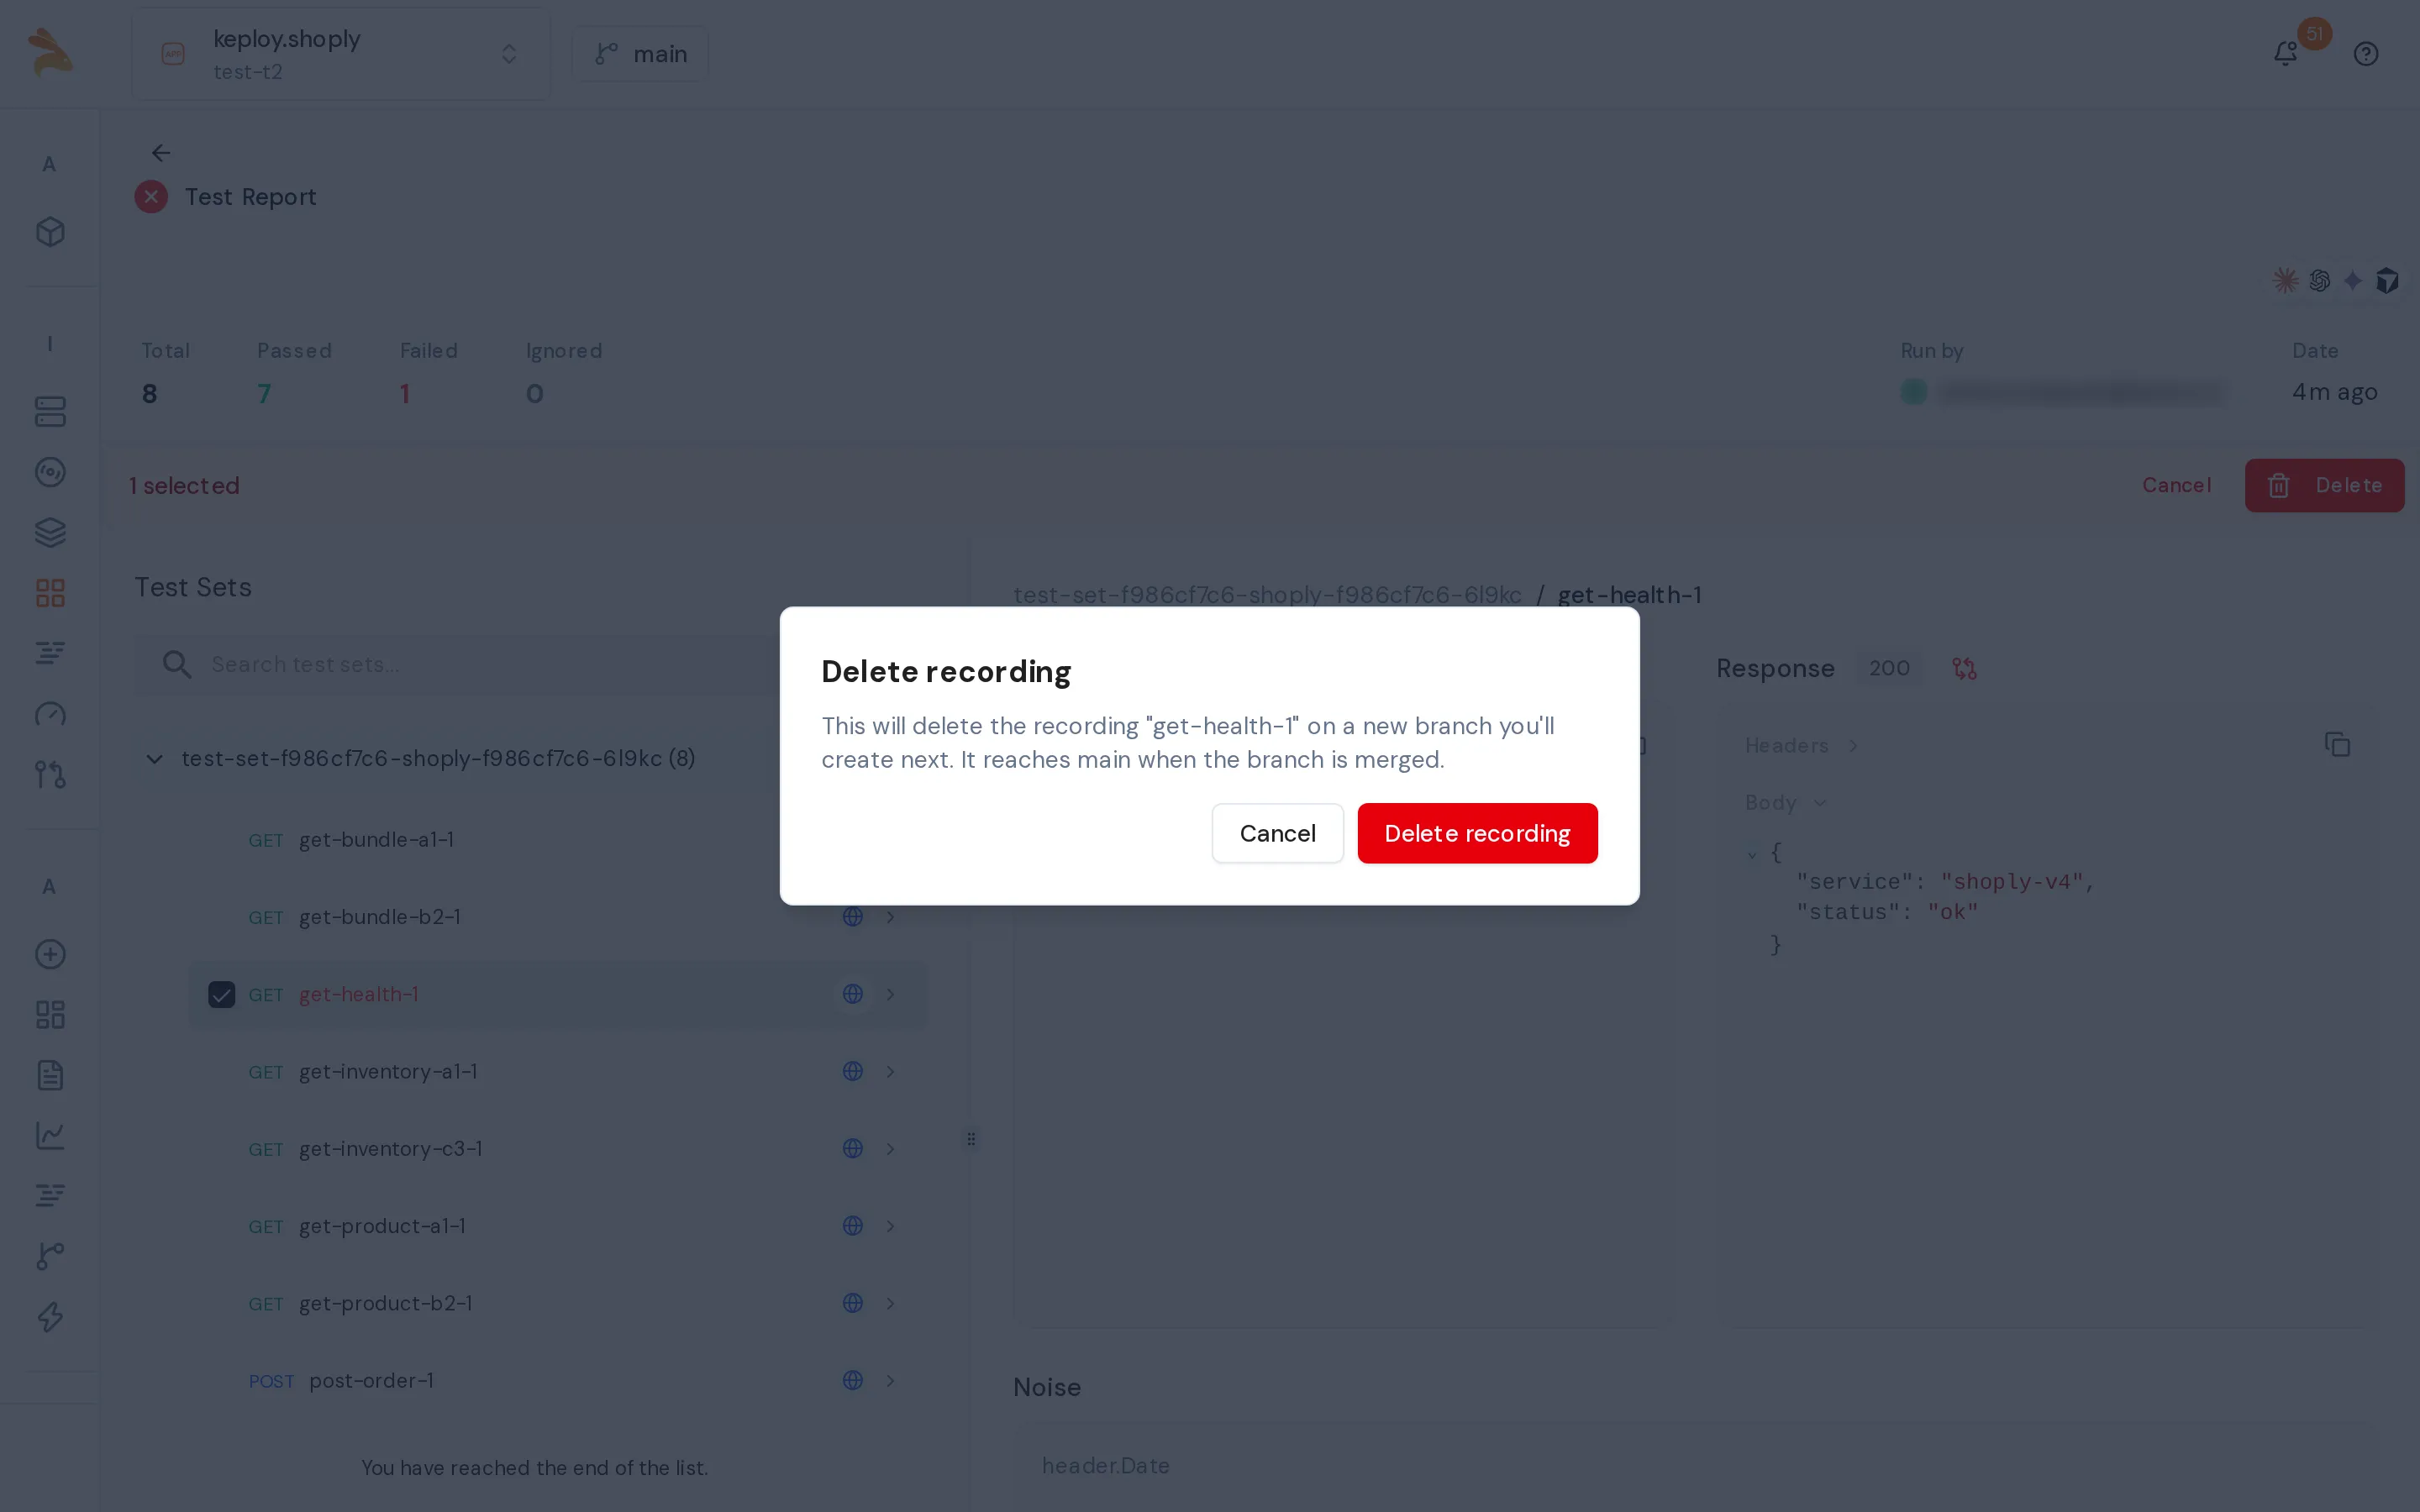 keploy.shoply
test-t2
main
51
A
Test Report
I
Total
Passed
Failed
Ignored
8
7
1
0
Run by
Date
4m ago
1 selected
Cancel
Delete
Test Sets
Search test sets...
test-set-f986cf7c6-shoply-f986cf7c6-6l9kc (8)
GET get-bundle-a1-1
GET get-bundle-b2-1
GET get-health-1
GET get-inventory-a1-1
GET get-inventory-c3-1
GET get-product-a1-1
GET get-product-b2-1
POST post-order-1
You have reached the end of the list.
A
test-set-f986cf7c6-shoply-f986cf7c6-6l9kc / get-health-1
Response 200
Headers
Body
{
"service": "shoply-v4",
"status": "ok"
}
Noise
header.Date
Delete recording
This will delete the recording "get-health-1" on a new branch you'll
create next. It reaches main when the branch is merged.
Cancel
Delete recording